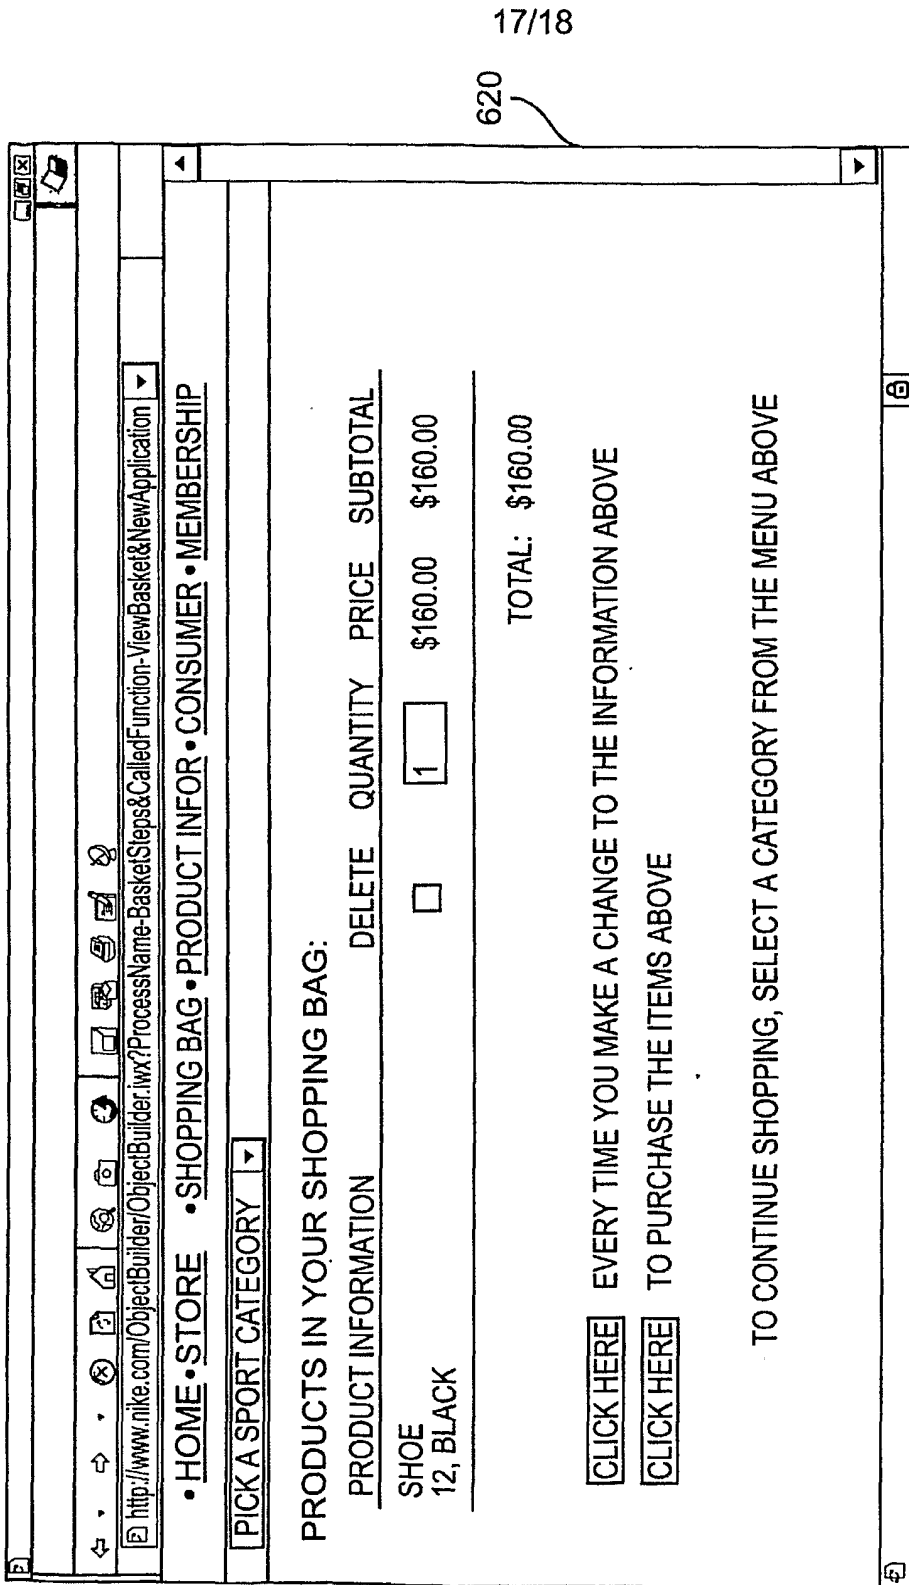 17/18
620
http://www.nike.com/ObjectBuilder/ObjectBuilder.iwx?ProcessName-BasketSteps&CalledFunction-ViewBasket&NewApplication
• HOME • STORE • SHOPPING BAG • PRODUCT INFOR • CONSUMER • MEMBERSHIP
PICK A SPORT CATEGORY
PRODUCTS IN YOUR SHOPPING BAG:
PRODUCT INFORMATION DELETE QUANTITY PRICE SUBTOTAL
SHOE
12, BLACK 1 $160.00 $160.00
TOTAL: $160.00
CLICK HERE EVERY TIME YOU MAKE A CHANGE TO THE INFORMATION ABOVE
CLICK HERE TO PURCHASE THE ITEMS ABOVE
TO CONTINUE SHOPPING, SELECT A CATEGORY FROM THE MENU ABOVE